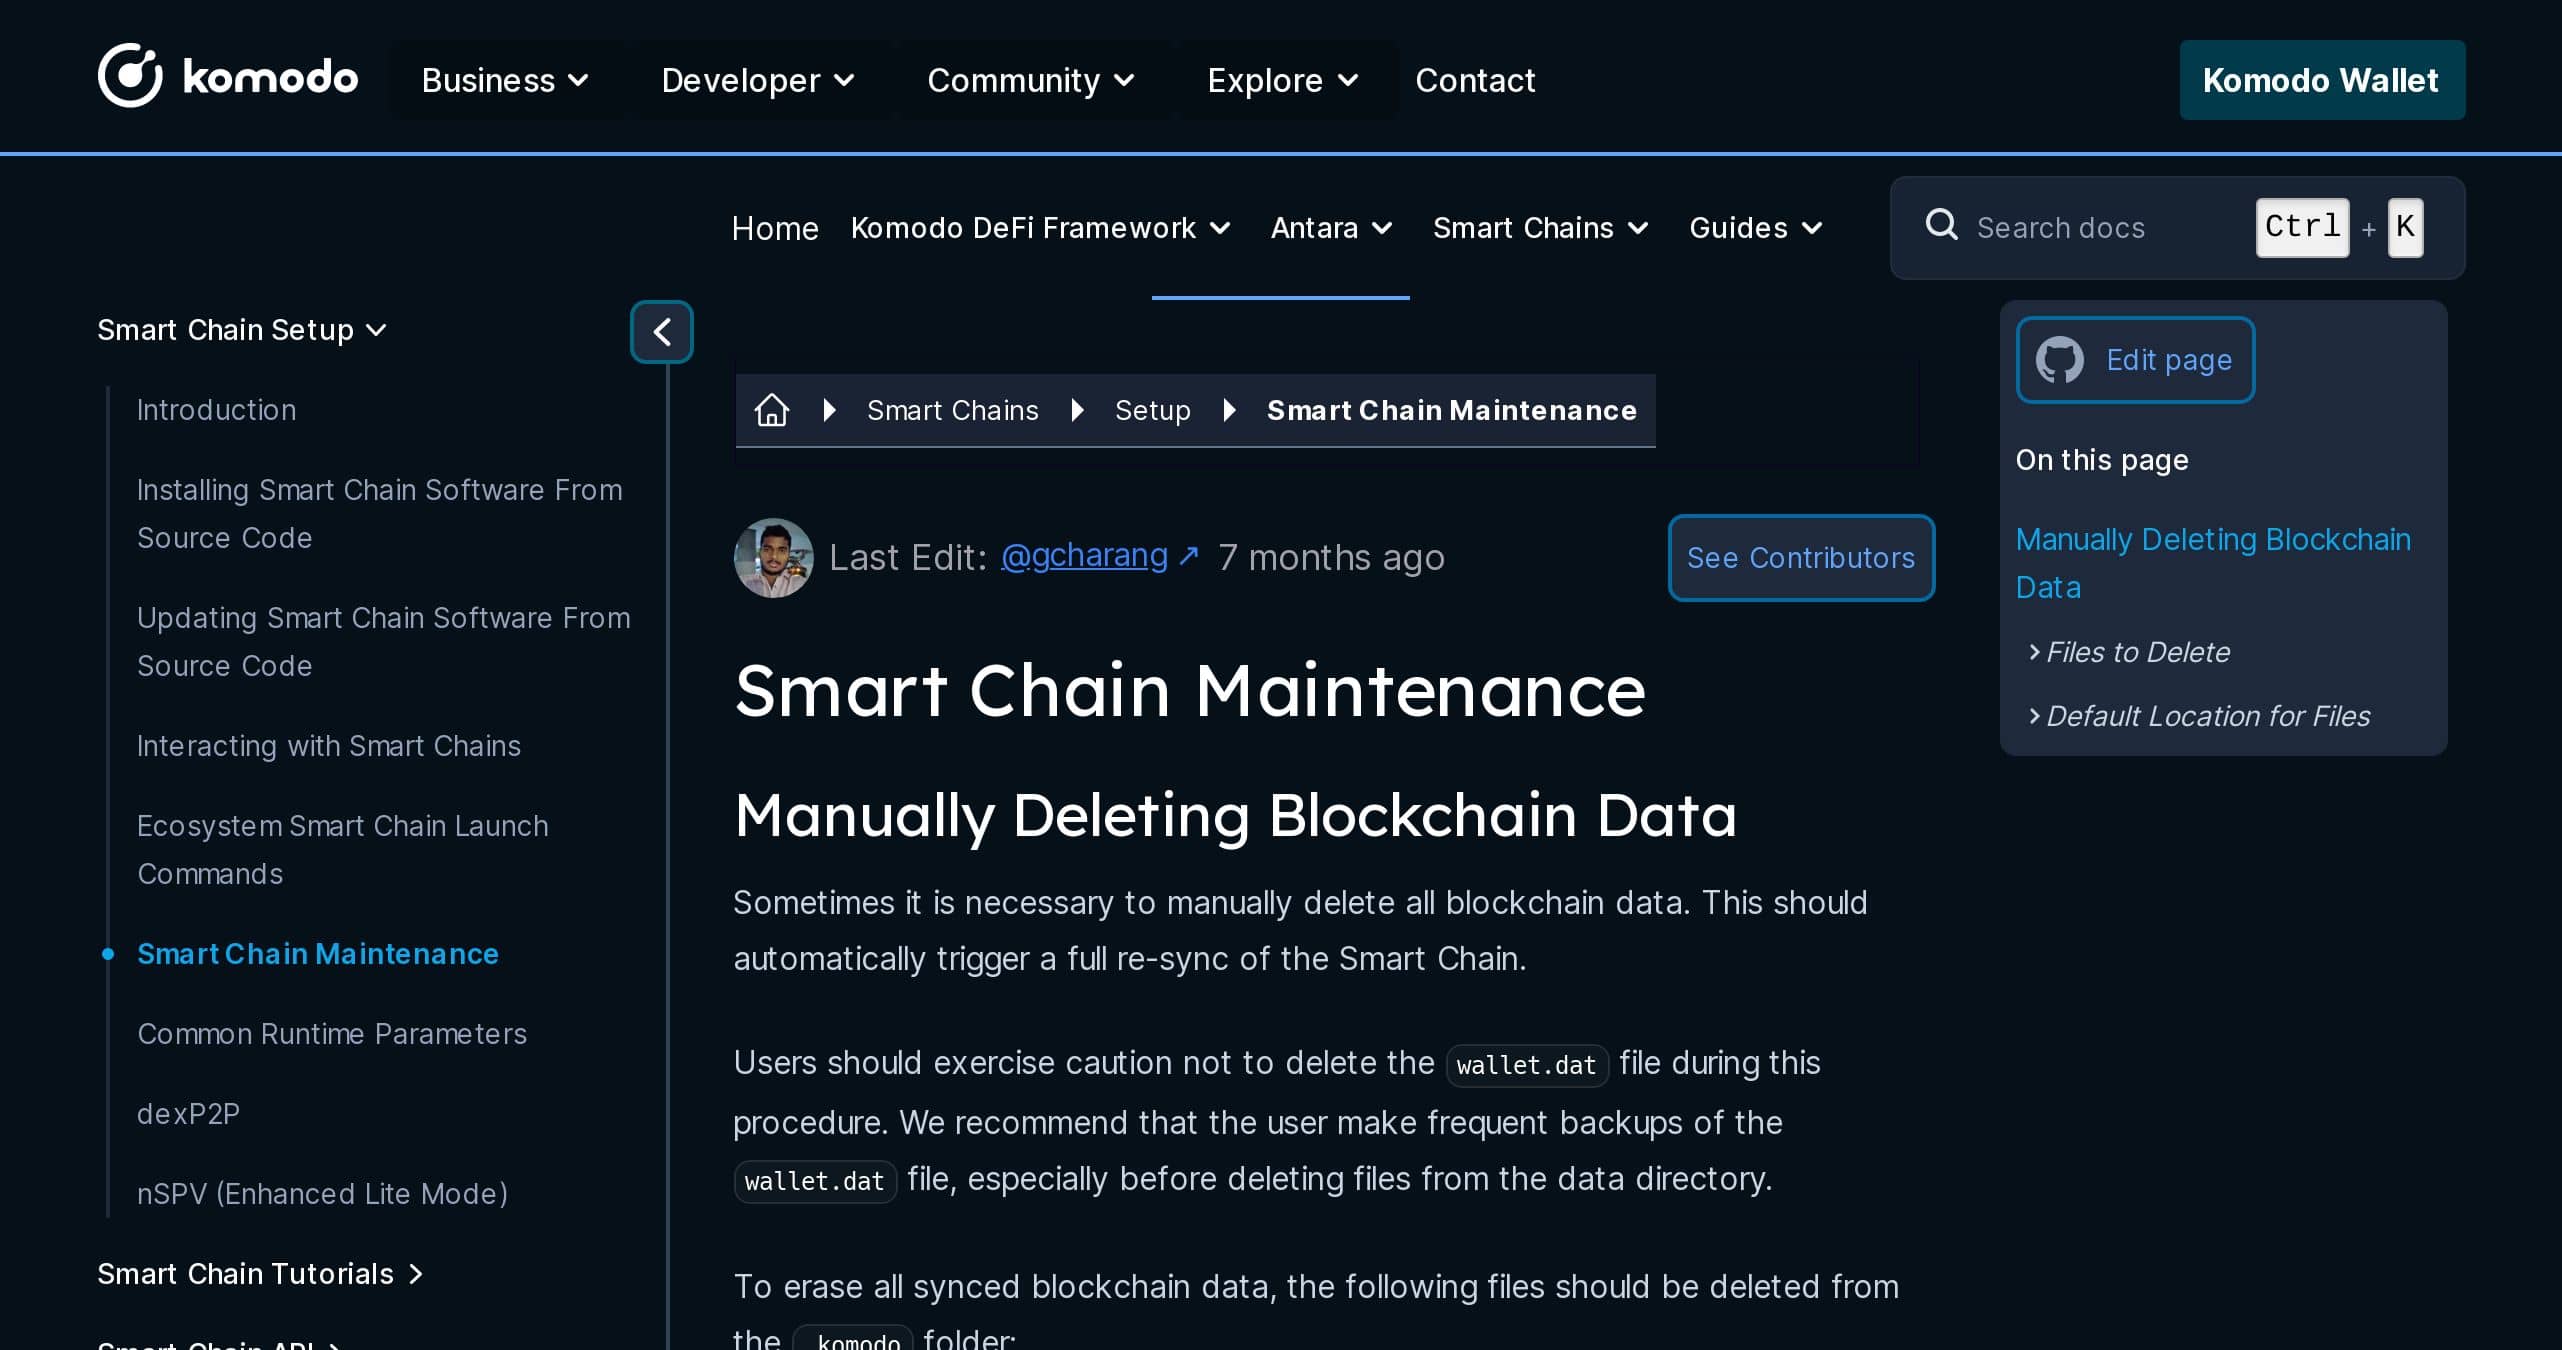 komodo
Business
Developer
Community
Explore
Contact
Komodo Wallet
Home
Komodo DeFi Framework
Antara
Smart Chains
Guides
Search docs
Ctrl + K
Smart Chain Setup
Introduction
Installing Smart Chain Software From
Source Code
Updating Smart Chain Software From
Source Code
Interacting with Smart Chains
Ecosystem Smart Chain Launch
Commands
Smart Chain Maintenance
Common Runtime Parameters
dexP2P
nSPV (Enhanced Lite Mode)
Smart Chain Tutorials
Smart Chain API
Smart Chains
Setup
Smart Chain Maintenance
Last Edit: @gcharang ↗ 7 months ago
See Contributors
Smart Chain Maintenance
Manually Deleting Blockchain Data
Sometimes it is necessary to manually delete all blockchain data. This should
automatically trigger a full re-sync of the Smart Chain.
Users should exercise caution not to delete the wallet.dat file during this
procedure. We recommend that the user make frequent backups of the
wallet.dat file, especially before deleting files from the data directory.
To erase all synced blockchain data, the following files should be deleted from
the .komodo folder:
Edit page
On this page
Manually Deleting Blockchain
Data
Files to Delete
Default Location for Files